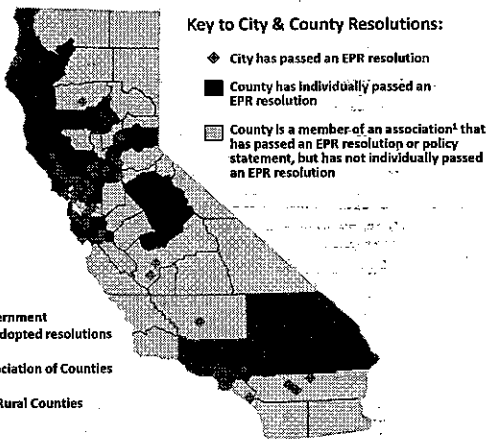 Key to City & County Resolutions:
City has passed an EPR resolution
County has individually passed an
EPR resolution
County is a member of an association¹ that
has passed an EPR resolution or policy
statement, but has not individually passed
an EPR resolution
ernment
dopted resolutions
ciation of Counties
Rural Counties